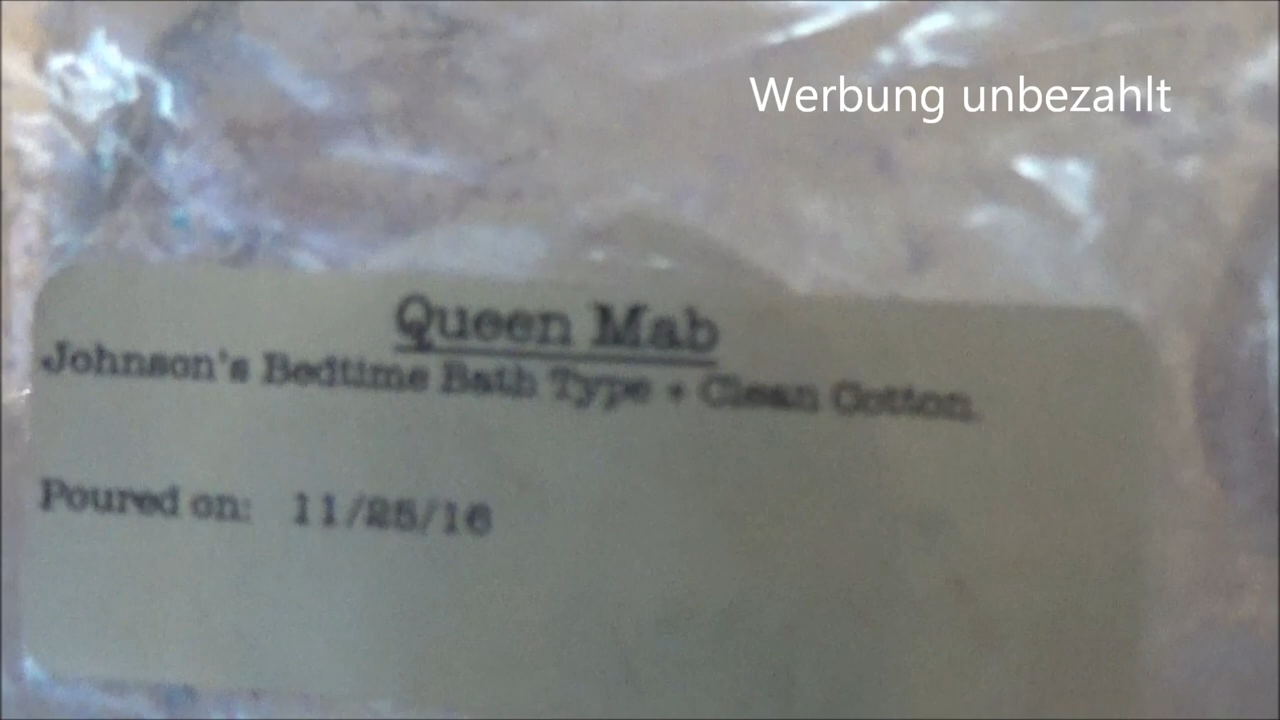 Werbung unbezahlt
Queen Mab
Johnson's Bedtime Bath Type + Clean Cotton
Poured on: 11/25/16